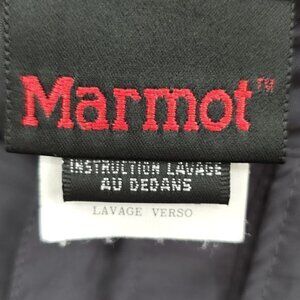 Marmot™
INSTRUCTION LAVAGE
AU DEDANS
LAVAGE VERSO